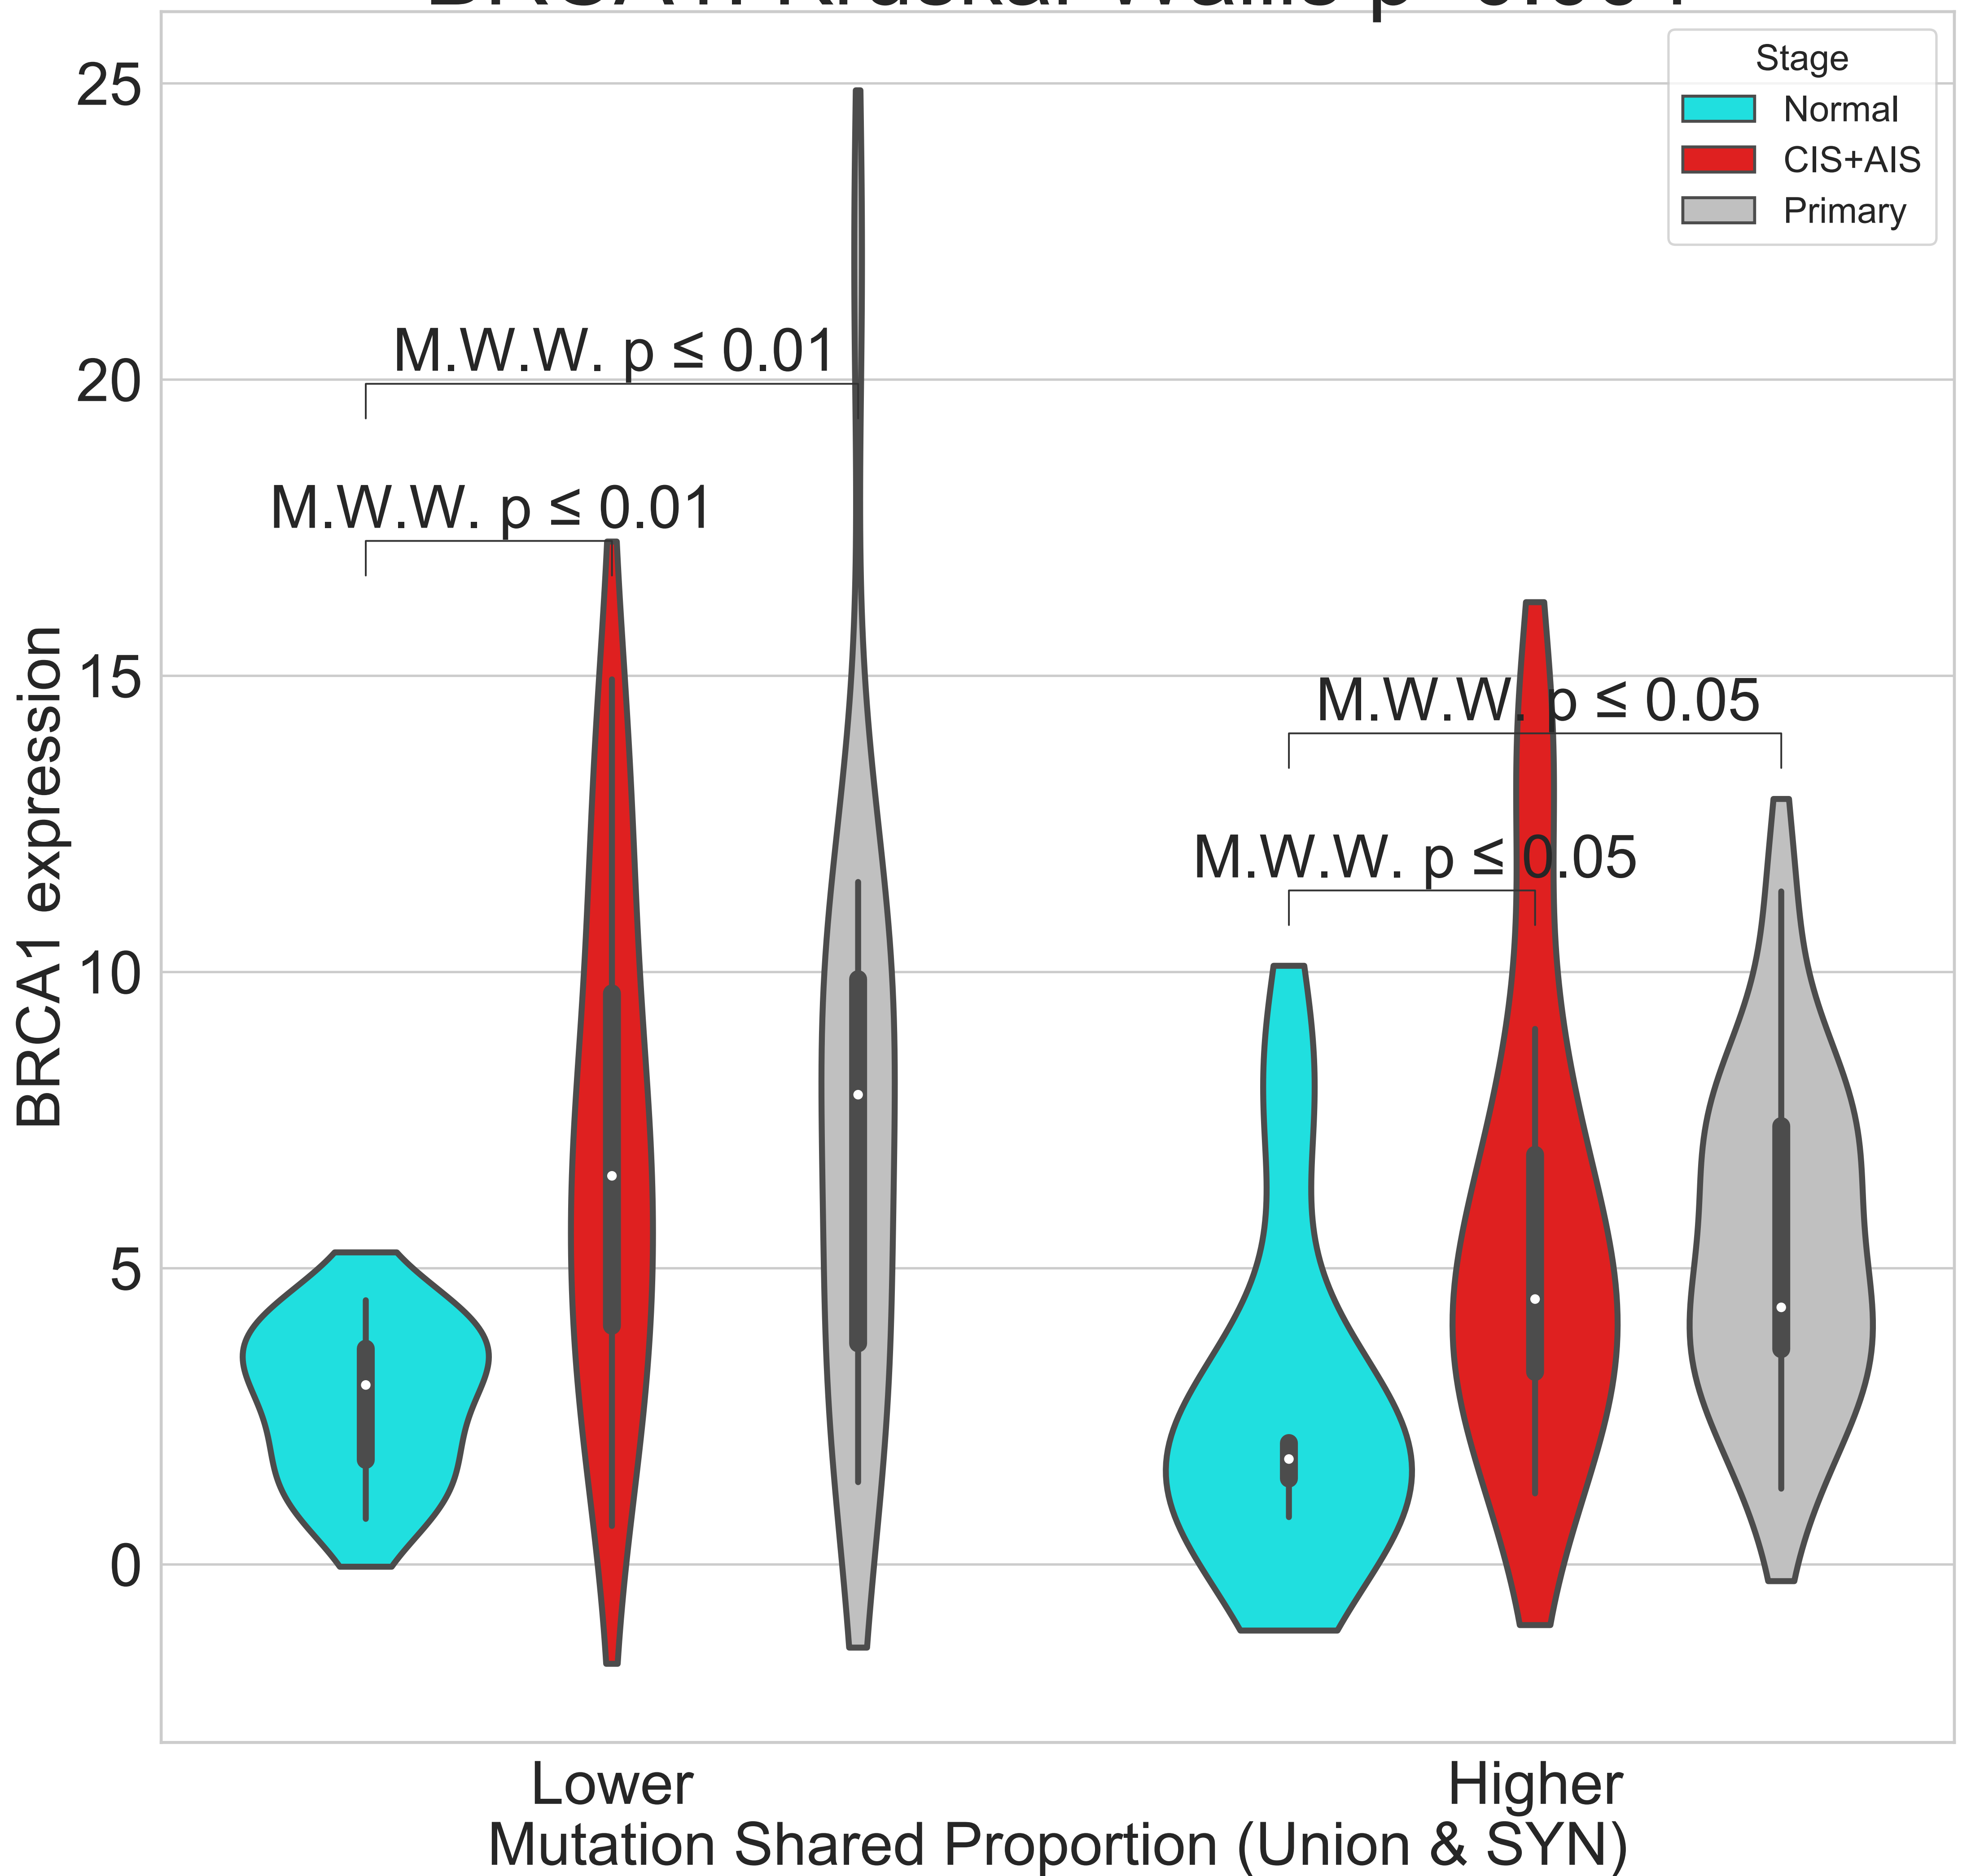 25
20
15
10
5
0
BRCA1 expression
Stage
Normal
CIS+AIS
Primary
M.W.W. p ≤ 0.01
M.W.W. p ≤ 0.01
M.W.W. p ≤ 0.05
M.W.W. p ≤ 0.05
Lower
Higher
Mutation Shared Proportion (Union & SYN)